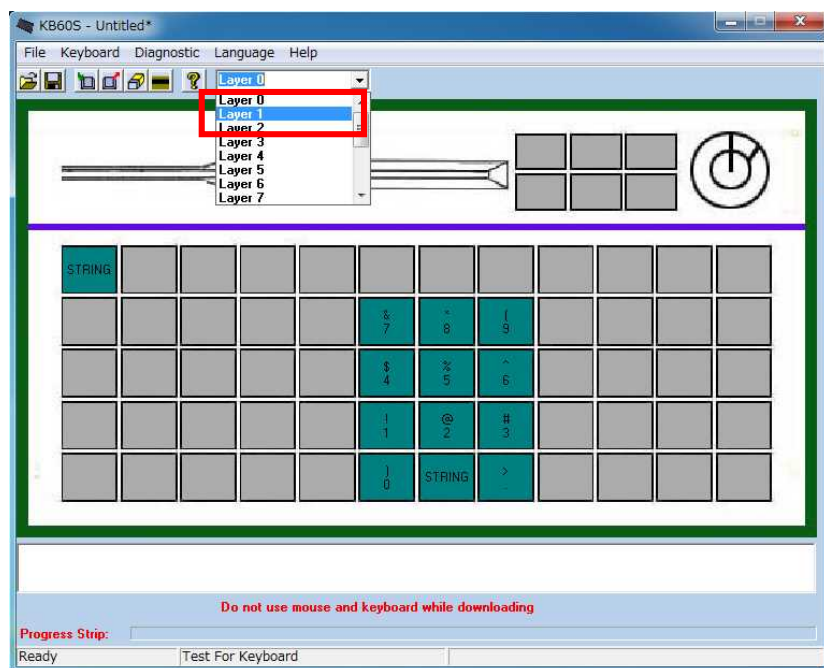 KB60S - Untitled*
File Keyboard Diagnostic Language Help
Layer 0
Layer 0
Layer 1
Layer 2
Layer 3
Layer 4
Layer 5
Layer 6
Layer 7
STRING
& * (
7 8 9
$ % ^
4 5 6
! @ #
1 2 3
) STRING >
0 .
Do not use mouse and keyboard while downloading
Progress Strip:
Ready Test For Keyboard